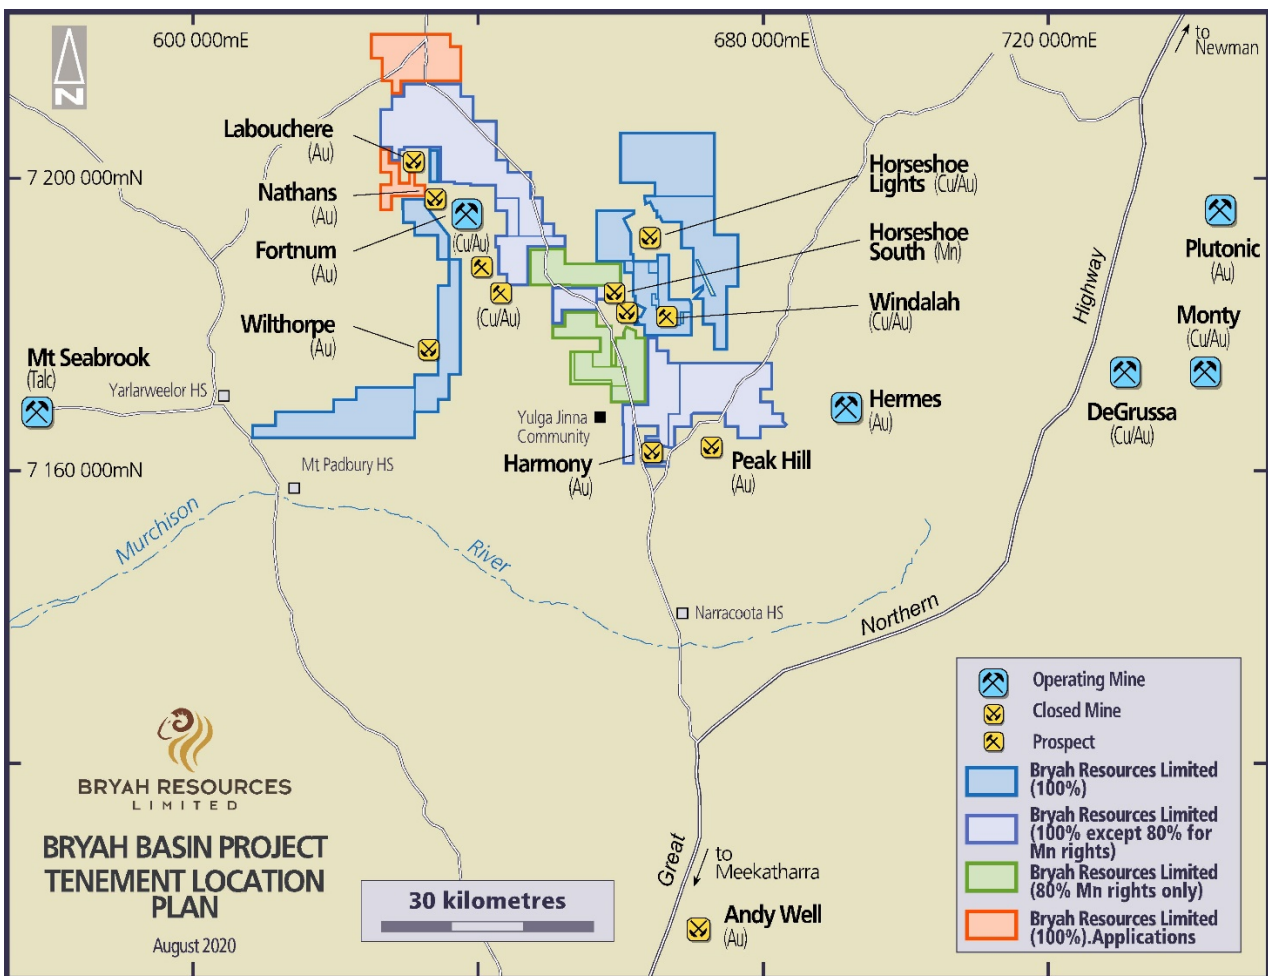 600 000mE
680 000mE
720 000mE
to
Newman
N
Labouchere
(Au)
7 200 000mN
Nathans
(Au)
Fortnum
(Au)
(Cu/Au)
(Cu/Au)
Wilthorpe
(Au)
Horseshoe
Lights (Cu/Au)
Horseshoe
South (Mn)
Windalah
(Cu/Au)
Plutonic
(Au)
Highway
Monty
(Cu/Au)
Mt Seabrook
(Talc)
Yarlarweelor HS
Hermes
(Au)
DeGrussa
(Cu/Au)
Yulga Jinna
Community
Mt Padbury HS
7 160 000mN
Harmony
(Au)
Peak Hill
(Au)
Murchison
River
Narracoota HS
Northern
Great
to
Meekatharra
Andy Well
(Au)
BRYAH RESOURCES
LIMITED
BRYAH BASIN PROJECT
TENEMENT LOCATION
PLAN
August 2020
30 kilometres
Operating Mine
Closed Mine
Prospect
Bryah Resources Limited
(100%)
Bryah Resources Limited
(100% except 80% for
Mn rights)
Bryah Resources Limited
(80% Mn rights only)
Bryah Resources Limited
(100%).Applications